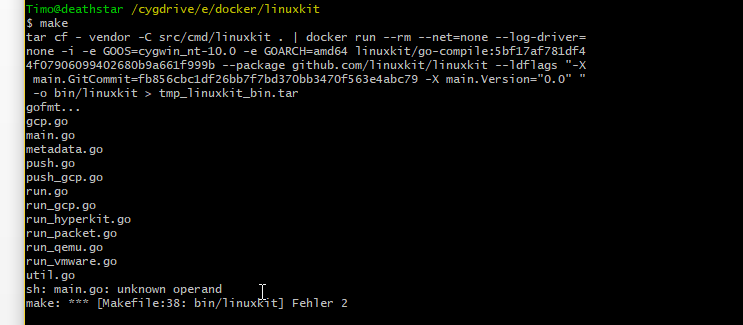 Timo@deathstar /cygdrive/e/docker/linuxkit
$ make
tar cf - vendor -C src/cmd/linuxkit . | docker run --rm --net=none --log-driver=
none -i -e GOOS=cygwin_nt-10.0 -e GOARCH=amd64 linuxkit/go-compile:5bf17af781df4
4f07906099402680b9a661f999b --package github.com/linuxkit/linuxkit --ldflags "-X
 main.GitCommit=fb856cbc1df26bb7f7bd370bb3470f563e4abc79 -X main.Version="0.0" "
 -o bin/linuxkit > tmp_linuxkit_bin.tar
gofmt...
gcp.go
main.go
metadata.go
push.go
push_gcp.go
run.go
run_gcp.go
run_hyperkit.go
run_packet.go
run_qemu.go
run_vmware.go
util.go
sh: main.go: unknown operand
make: *** [Makefile:38: bin/linuxkit] Fehler 2